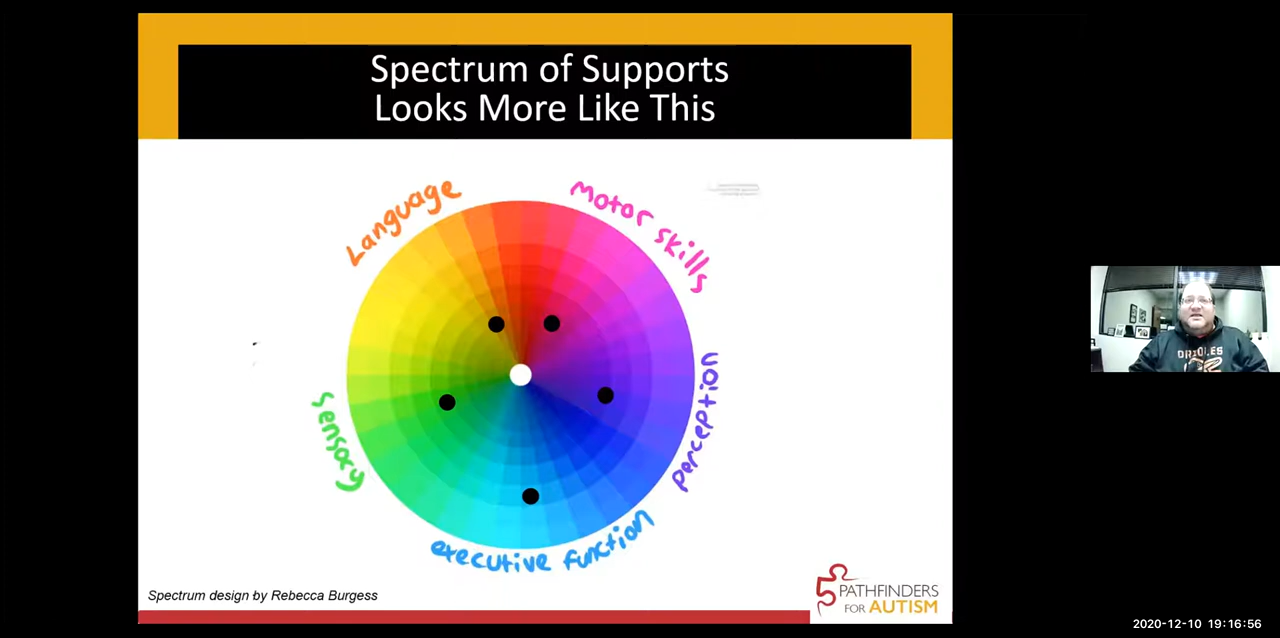 Spectrum of Supports
Looks More Like This
Language
motor skills
sensory
perception
executive function
Spectrum design by Rebecca Burgess
PATHFINDERS
FOR AUTISM
ORIOLES
2020-12-10 19:16:56